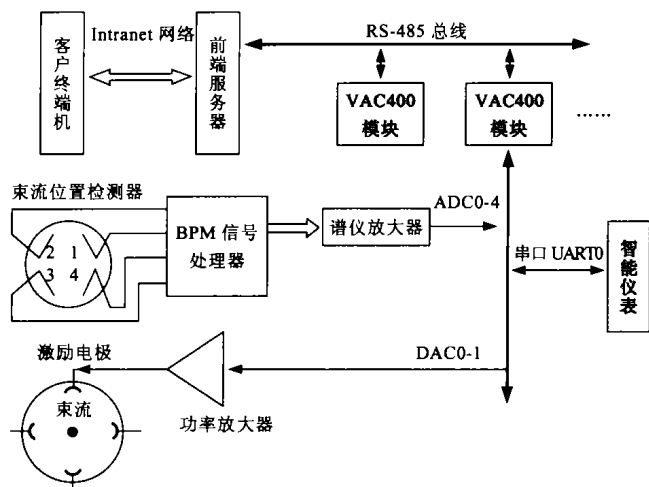 Intranet 网络
RS-485 总线
客户终端机
前端服务器
VAC400
模块
VAC400
模块
……
束流位置检测器
2 1
3 4
BPM 信号
处理器
谱仪放大器
ADC0-4
串口 UART0
智能仪表
激励电极
DAC0-1
束流
功率放大器